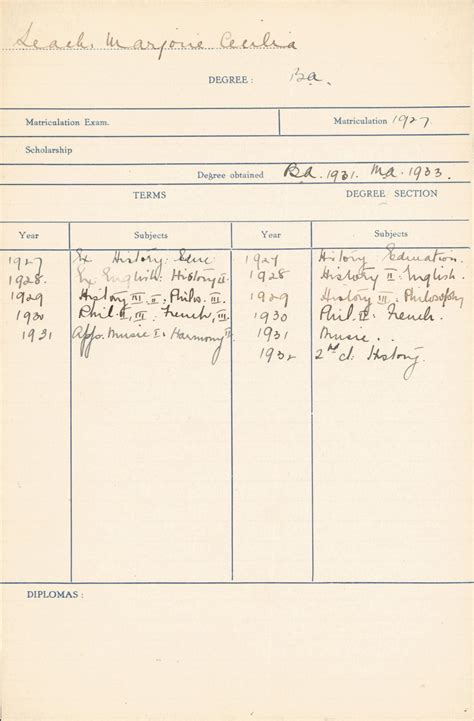 Leach. Marjorie Cecilia
DEGREE : B.a.
Matriculation Exam. Matriculation 1927.
Scholarship
Degree obtained B.a. 1931. M.a. 1933.
TERMS DEGREE SECTION
Year Subjects Year Subjects
1927 Ex History: Educ 1927 History Education.
1928. Ex English: History II. 1928 History II: English.
1929 History III, II, Philos. III. 1929 History III: Philosophy
1930 Phil. II, III: French, III. 1930 Phil. II: French.
1931 Music I: Harmony 1931 Music. . .
1932 2nd cl: History.
DIPLOMAS :